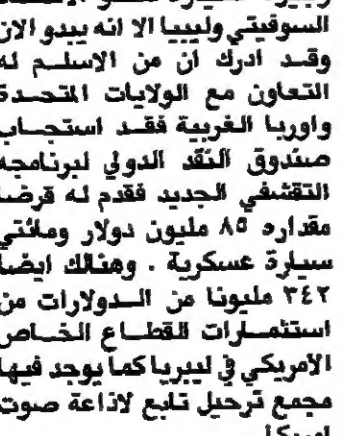 السوفيتي وليبيا الا انه يبدو الان
وقد ادرك ان من الاسلم له
التعاون مع الولايات المتحدة
واوربا الغربية فقد استجاب
صندوق النقد الدولي لبرنامجه
التقشفي الجديد فقدم له قرضا
مقداره ٨٥ مليون دولار ومائتي
سيارة عسكرية . وهنالك ايضا
٣٤٢ مليونا من الدولارات من
استثمارات القطاع الخاص
الامريكي في ليبريا كما يوجد فيها
مجمع ترحيل تابع لاذاعة صوت